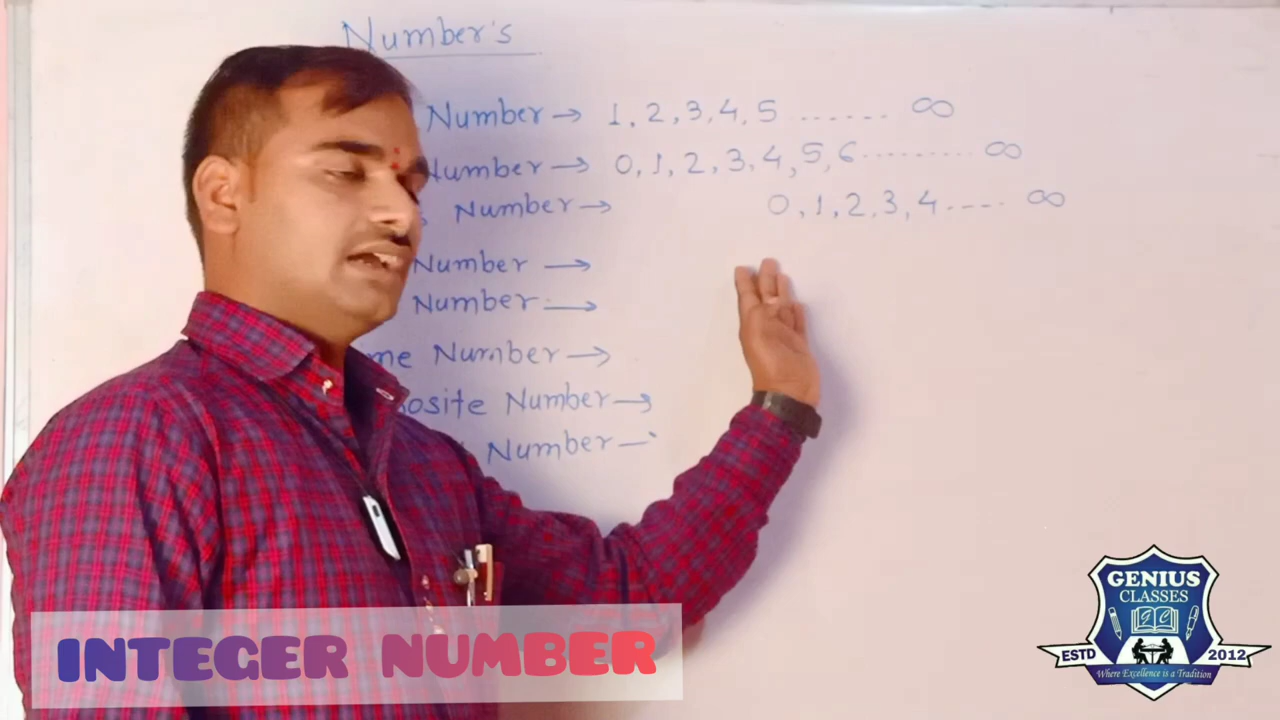 Number's
Number → 1, 2, 3, 4, 5 ....... ∞
Number → 0, 1, 2, 3, 4, 5, 6 .......... ∞
Number → 0, 1, 2, 3, 4 ..... ∞
Number →
Number →
me Number →
osite Number →
Number →
INTEGER NUMBER
GENIUS
CLASSES
GC
ESTD 2012
Where Excellence is a Tradition